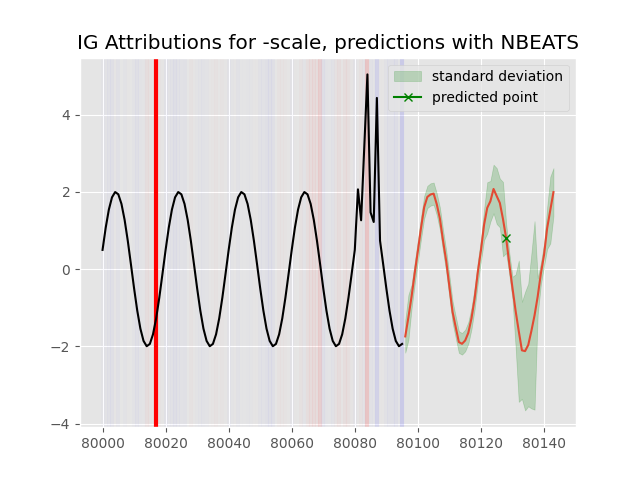 IG Attributions for -scale, predictions with NBEATS
standard deviation
predicted point
4
2
0
−2
−4
80000 80020 80040 80060 80080 80100 80120 80140